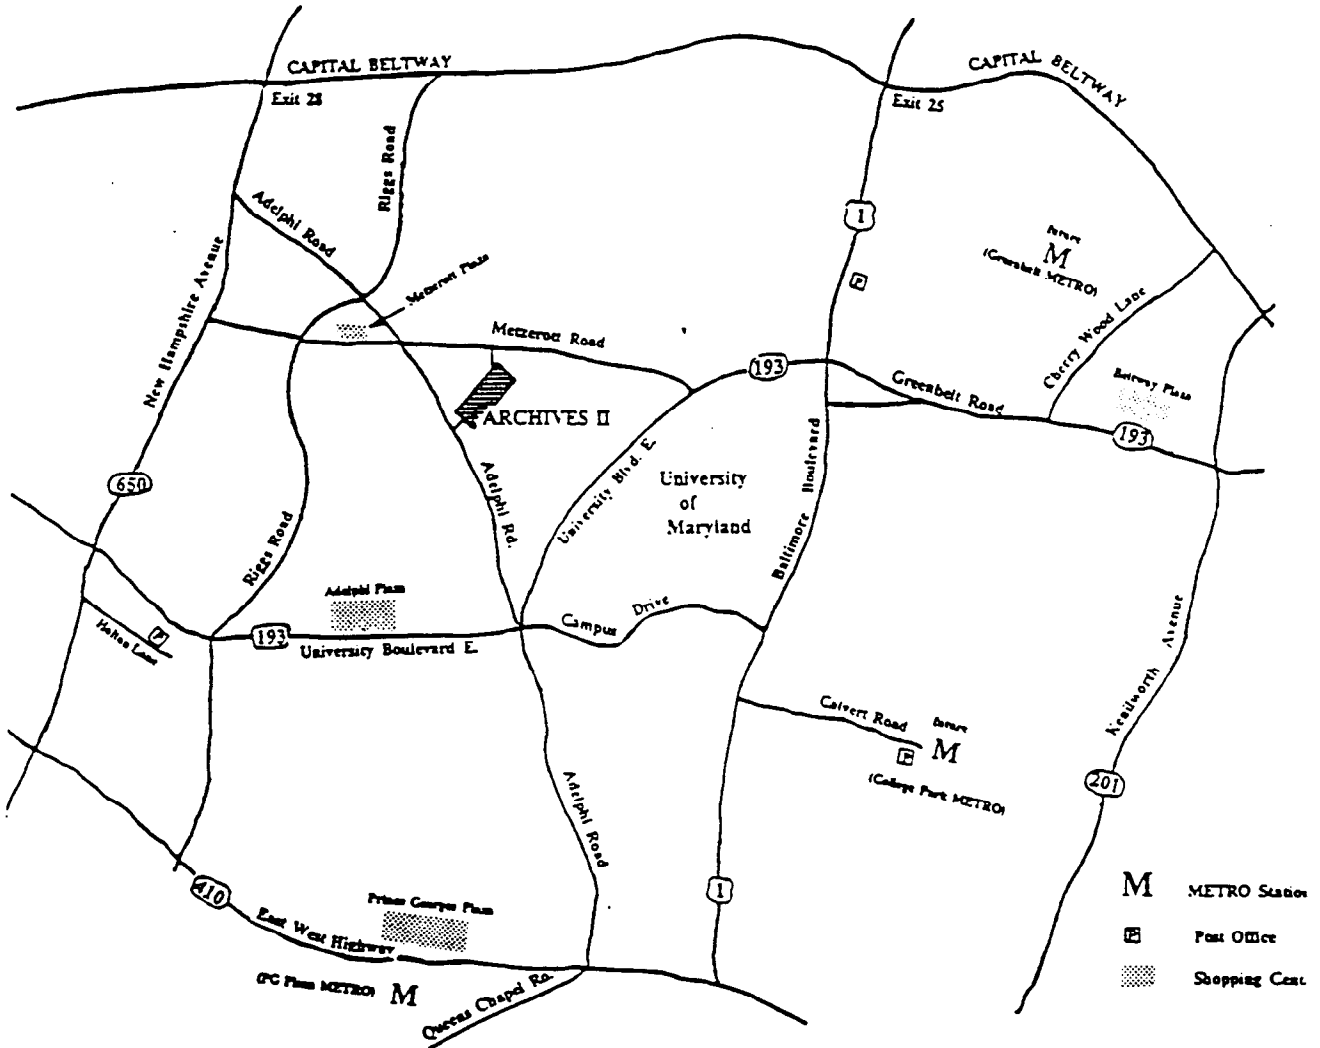 CAPITAL BELTWAY
CAPITAL BELTWAY
Exit 28
Exit 25
Riggs Road
Adelphi Road
1
Future
M
(Greenbelt METRO)
New Hampshire Avenue
Metzerott Plaza
Metzerott Road
Cherry Wood Lane
193
Greenbelt Road
Beltway Plaza
193
ARCHIVES II
650
Adelphi Rd.
University Blvd. E.
University
of
Maryland
Baltimore Boulevard
Riggs Road
Adelphi Plaza
P
P
Holton Lane
193
University Boulevard E.
Campus Drive
Kenilworth Avenue
Calvert Road
Future
M
P
(College Park METRO)
201
Adelphi Road
410
East West Highway
Prince Georges Plaza
1
(PG Plaza METRO) M
Queens Chapel Rd.
M METRO Station
P Post Office
Shopping Cent.